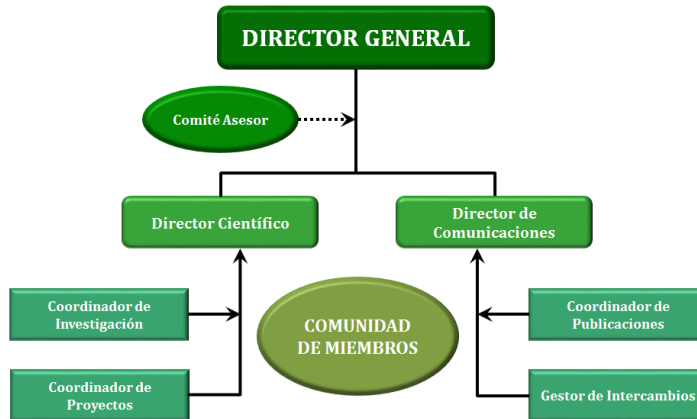 DIRECTOR GENERAL
Comité Asesor
Director Científico
Director de
Comunicaciones
Coordinador de
Investigación
COMUNIDAD
DE MIEMBROS
Coordinador de
Publicaciones
Coordinador de
Proyectos
Gestor de Intercambios